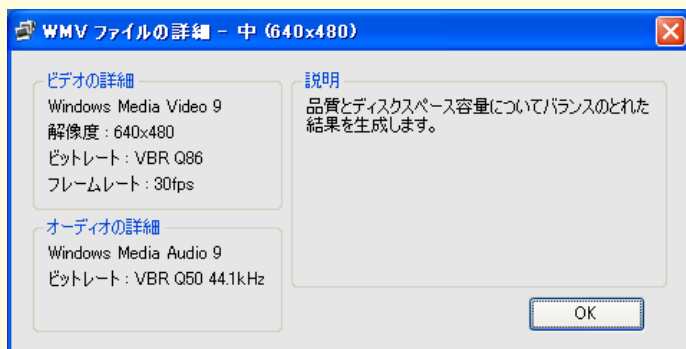 WMV ファイルの詳細 - 中 (640x480)
ビデオの詳細
Windows Media Video 9
解像度 : 640x480
ビットレート : VBR Q86
フレームレート : 30fps
オーディオの詳細
Windows Media Audio 9
ビットレート : VBR Q50 44.1kHz
説明
品質とディスクスペース容量についてバランスのとれた
結果を生成します。
OK